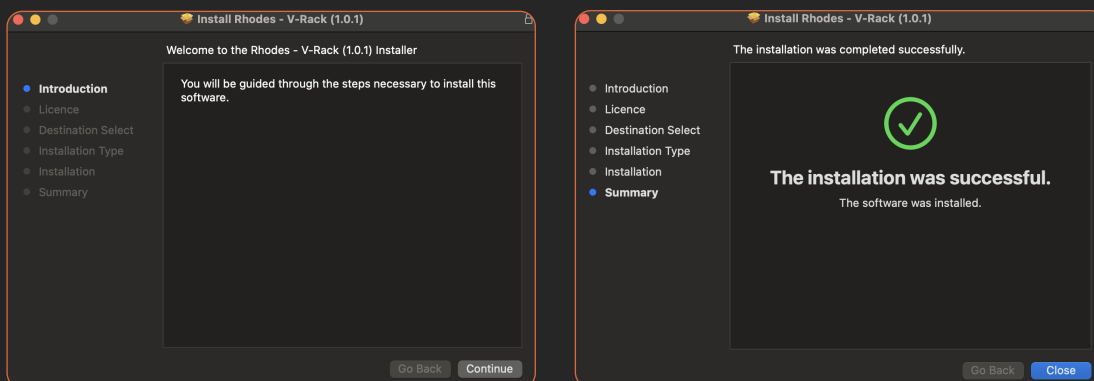 Install Rhodes - V-Rack (1.0.1)
Welcome to the Rhodes - V-Rack (1.0.1) Installer
Introduction
Licence
Destination Select
Installation Type
Installation
Summary
You will be guided through the steps necessary to install this
software.
Go Back
Continue
Install Rhodes - V-Rack (1.0.1)
The installation was completed successfully.
Introduction
Licence
Destination Select
Installation Type
Installation
Summary
The installation was successful.
The software was installed.
Go Back
Close